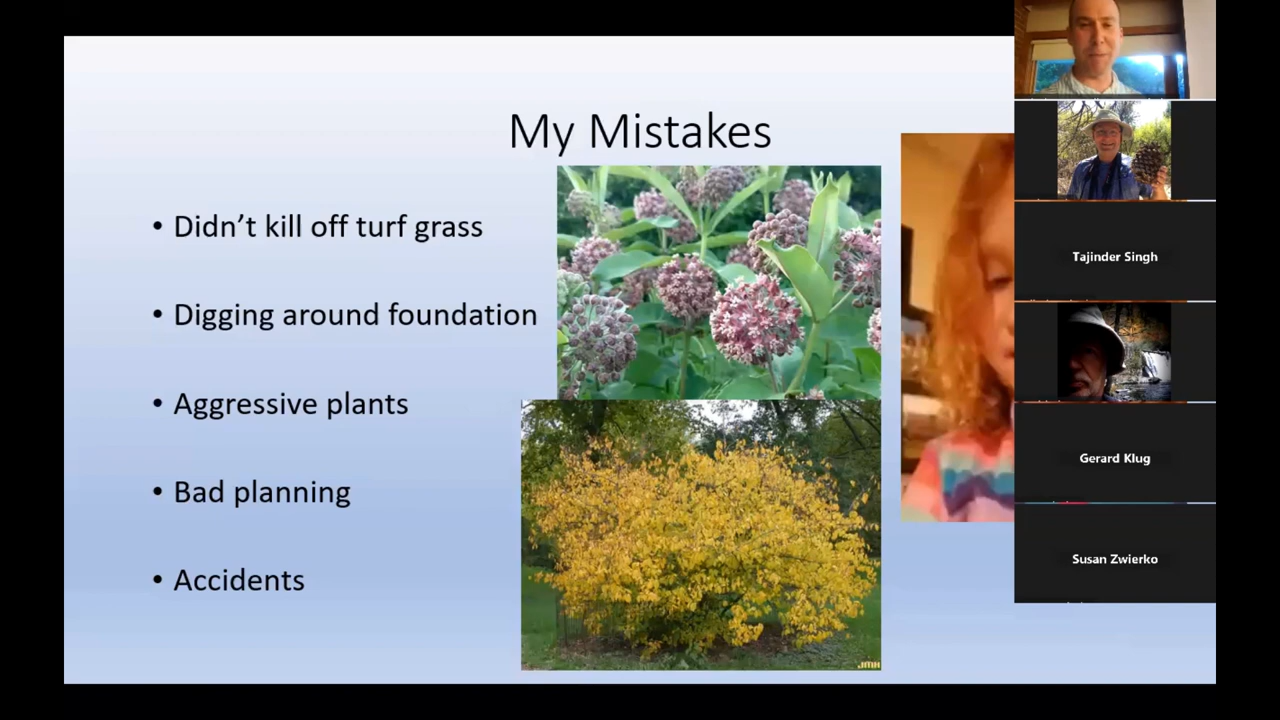 My Mistakes
• Didn’t kill off turf grass
• Digging around foundation
• Aggressive plants
• Bad planning
• Accidents
JMH
Tajinder Singh
Gerard Klug
Susan Zwierko